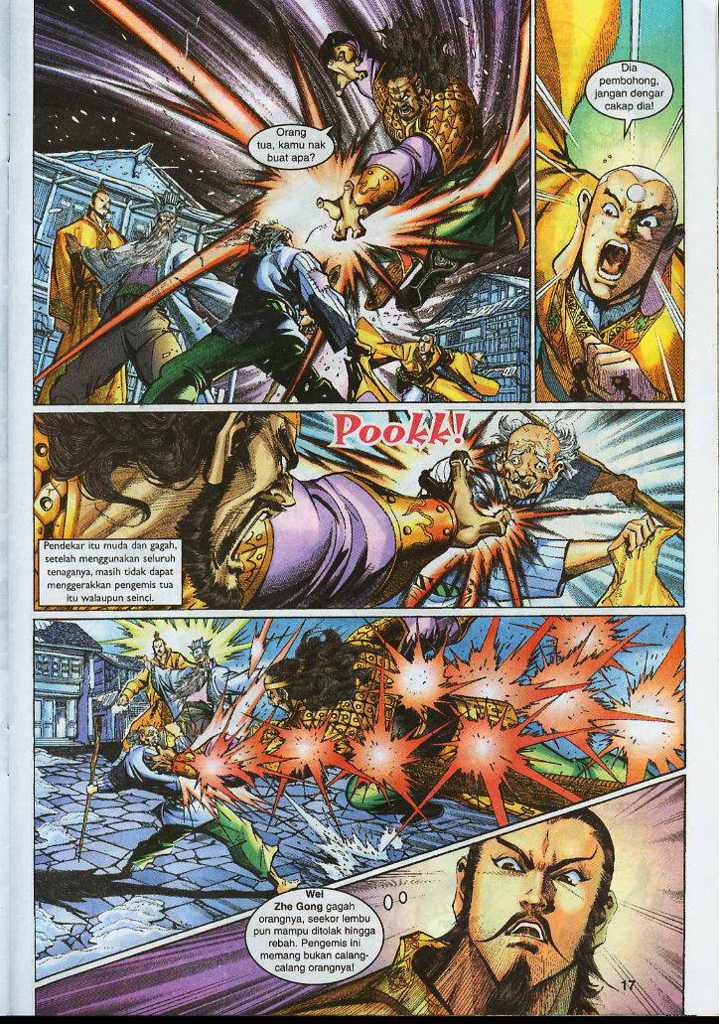 Orang
tua, kamu nak
buat apa?
Dia
pembohong,
jangan dengar
cakap dia!
Pookk!
Pendekar itu muda dan gagah,
setelah menggunakan seluruh
tenaganya, masih tidak dapat
menggerakkan pengemis tua
itu walaupun seinci.
Wei
Zhe Gong gagah
orangnya, seekor lembu
pun mampu ditolak hingga
rebah. Pengemis ini
memang bukan calang-
calang orangnya!
17